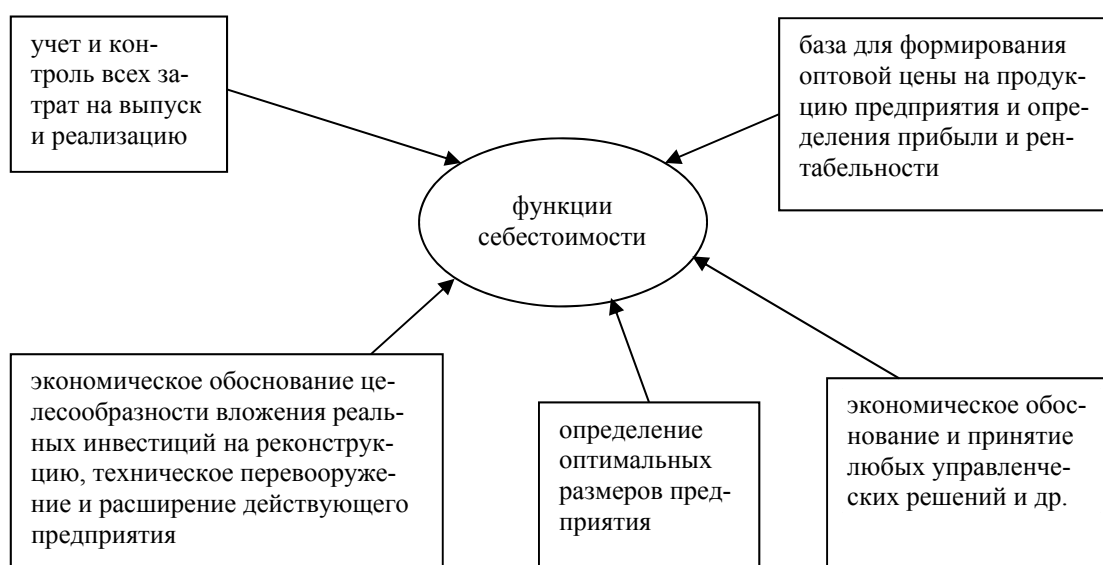 учет и кон-
троль всех за-
трат на выпуск
и реализацию
база для формирования
оптовой цены на продук-
цию предприятия и опре-
деления прибыли и рен-
табельности
функции
себестоимости
экономическое обоснование це-
лесообразности вложения реаль-
ных инвестиций на реконструк-
цию, техническое перевооруже-
ние и расширение действующего
предприятия
определение
оптимальных
размеров пред-
приятия
экономическое обос-
нование и принятие
любых управленче-
ских решений и др.